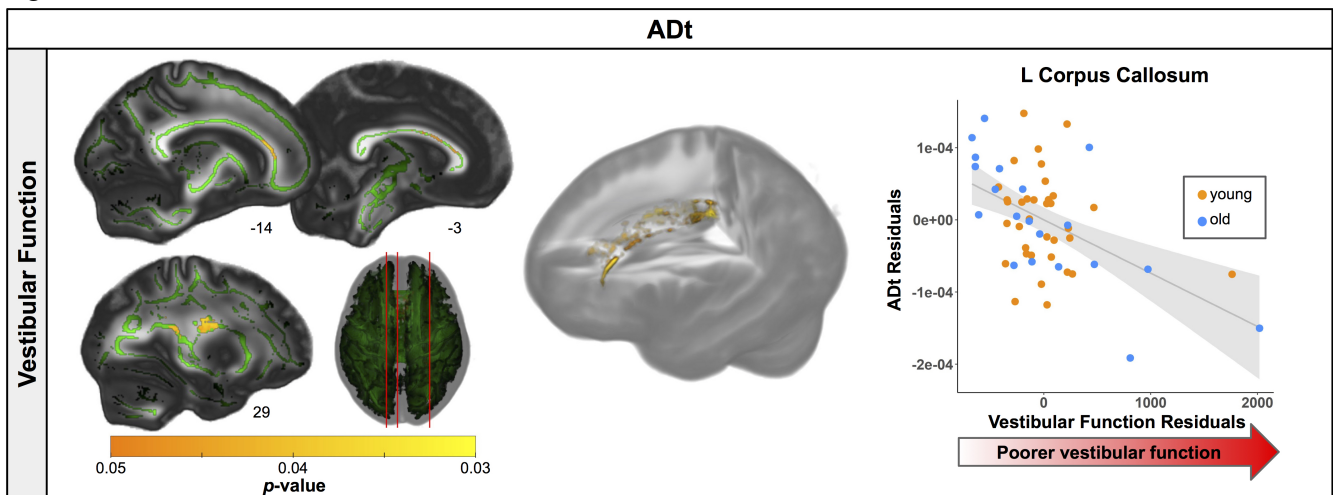 ADt
Vestibular Function
-14
-3
29
0.05
0.04
0.03
p-value
L Corpus Callosum
ADt Residuals
1e-04
0e+00
-1e-04
-2e-04
young
old
0
1000
2000
Vestibular Function Residuals
Poorer vestibular function